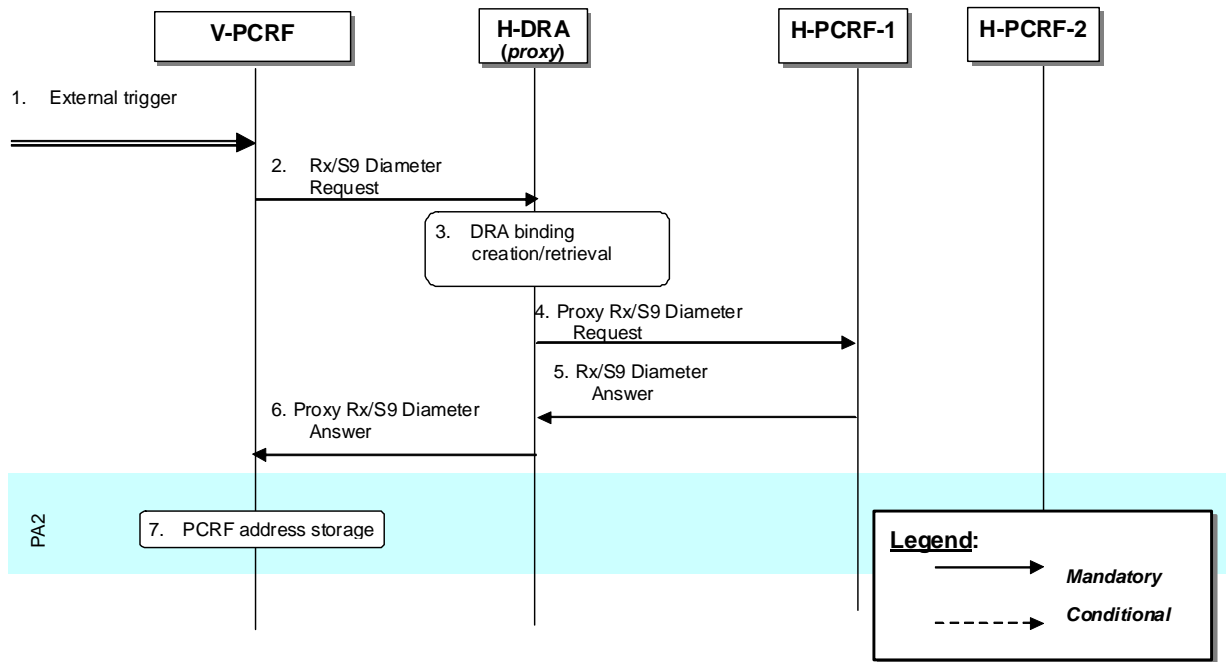 V-PCRF
H-DRA
(proxy)
H-PCRF-1
H-PCRF-2
1. External trigger
2. Rx/S9 Diameter
Request
3. DRA binding
creation/retrieval
4. Proxy Rx/S9 Diameter
Request
5. Rx/S9 Diameter
Answer
6. Proxy Rx/S9 Diameter
Answer
PA2
7. PCRF address storage
Legend:
Mandatory
Conditional